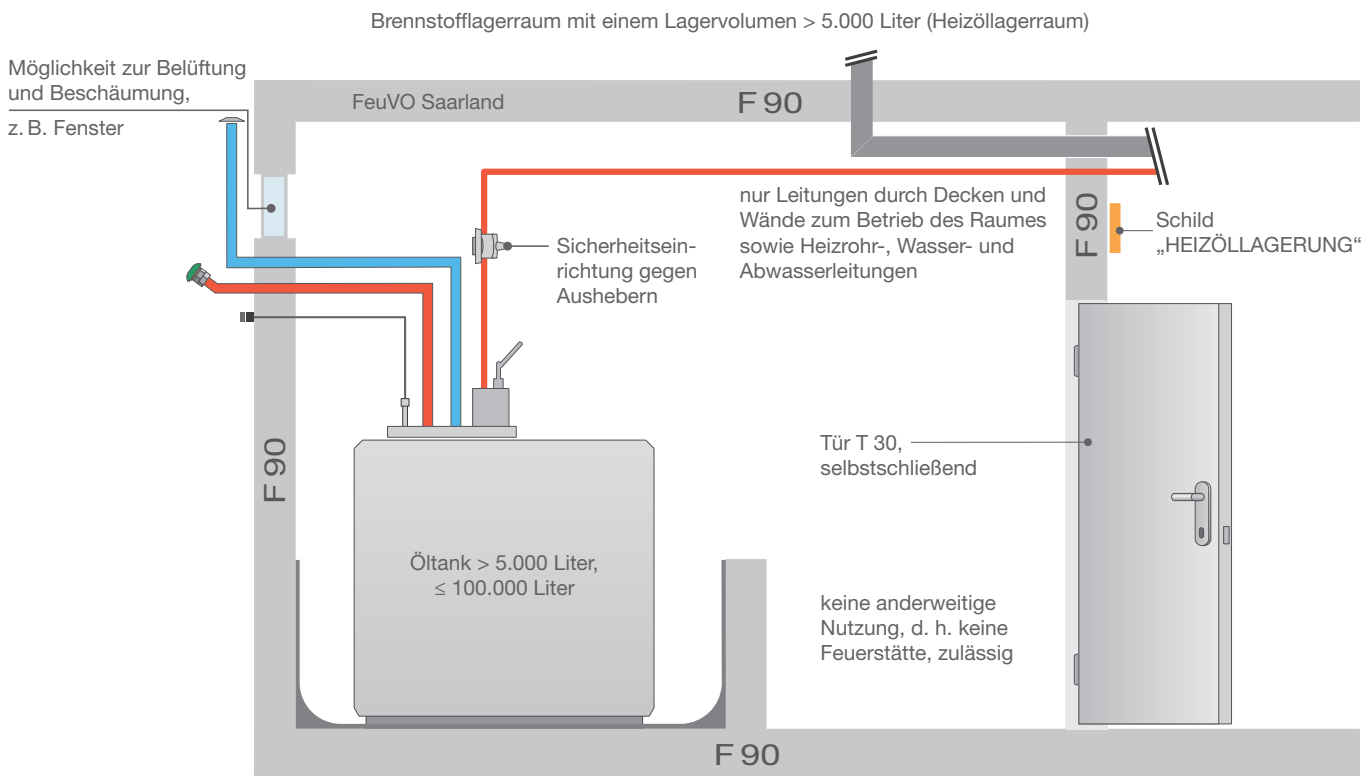 Brennstofflagerraum mit einem Lagervolumen > 5.000 Liter (Heizöllagerraum)
Möglichkeit zur Belüftung
und Beschäumung,
z. B. Fenster
FeuVO Saarland
F 90
nur Leitungen durch Decken und
Wände zum Betrieb des Raumes
sowie Heizrohr-, Wasser- und
Abwasserleitungen
F 90
Schild
„HEIZÖLLAGERUNG“
Sicherheitsein-
richtung gegen
Aushebern
F 90
Tür T 30,
selbstschließend
Öltank > 5.000 Liter,
≤ 100.000 Liter
keine anderweitige
Nutzung, d. h. keine
Feuerstätte, zulässig
F 90